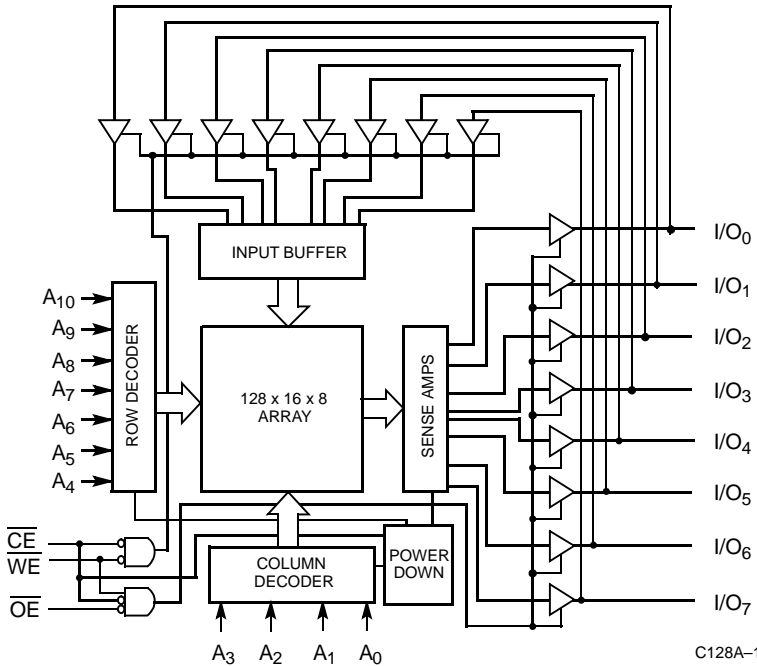 INPUT BUFFER
I/O0
I/O1
I/O2
I/O3
I/O4
I/O5
I/O6
I/O7
A10
A9
A8
A7
A6
A5
A4
ROW DECODER
128 x 16 x 8
ARRAY
SENSE AMPS
CE
WE
OE
COLUMN
DECODER
POWER
DOWN
A3
A2
A1
A0
C128A–1